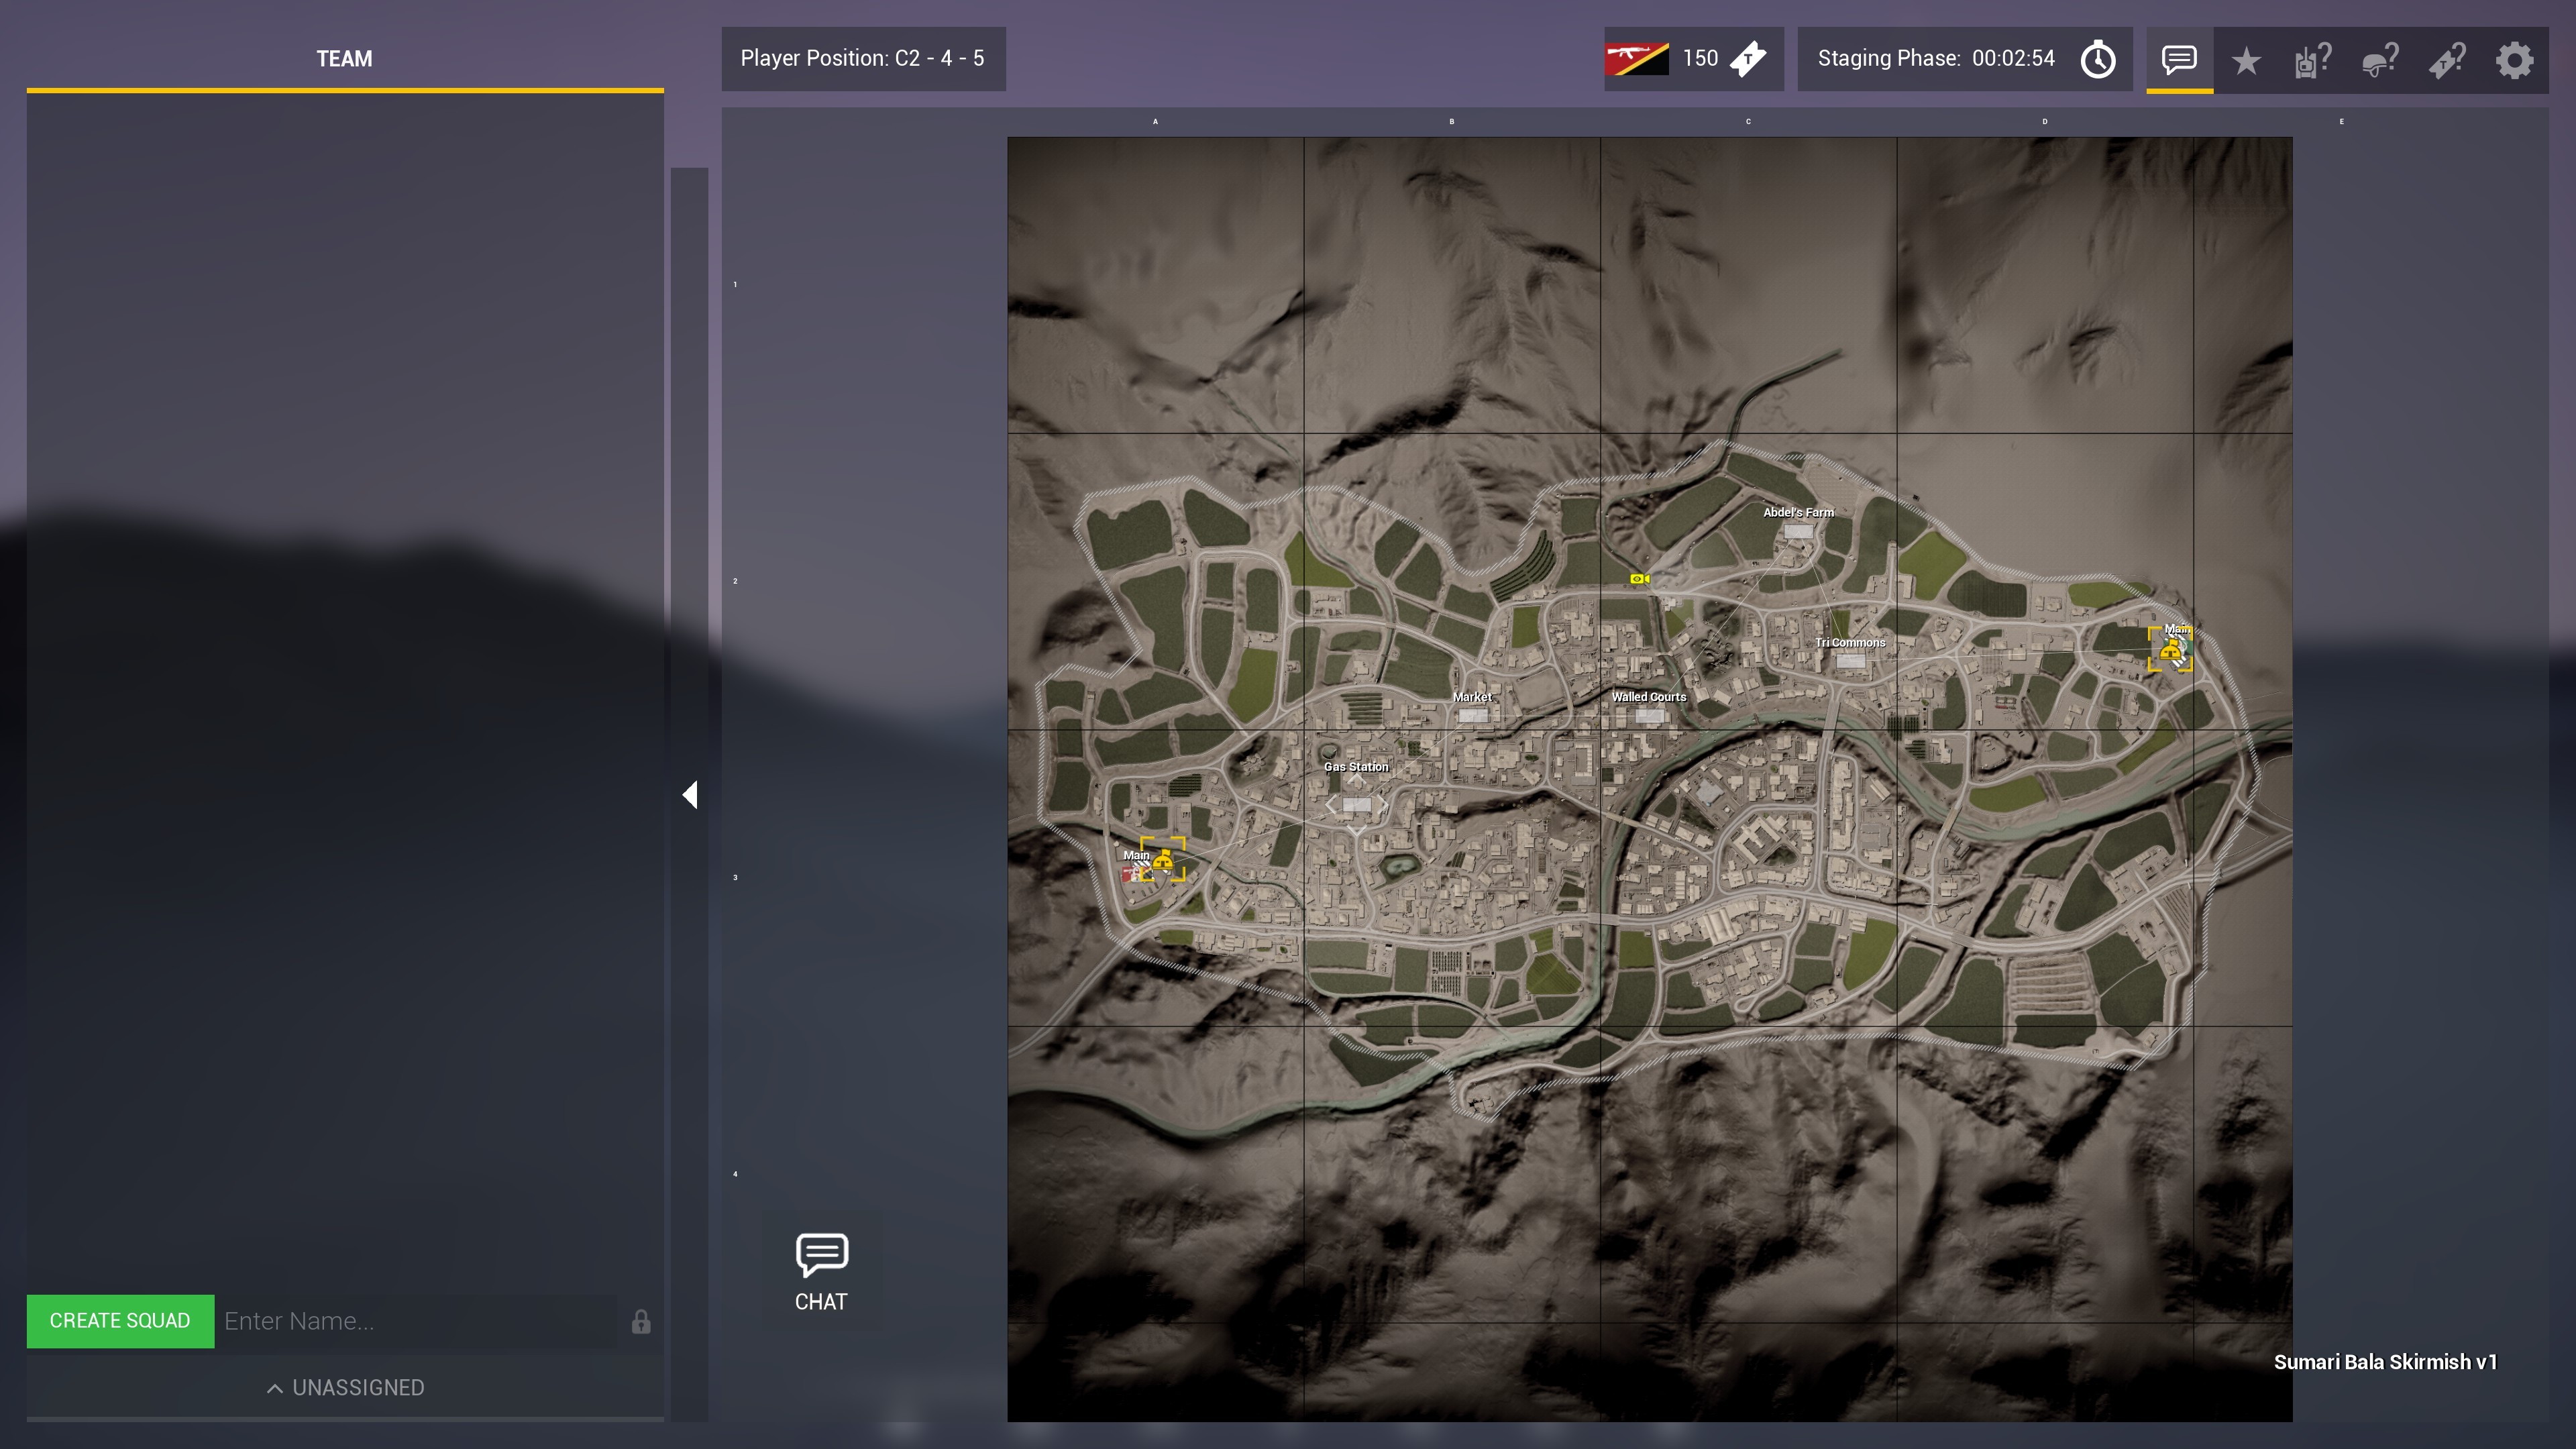 TEAM
Player Position: C2 - 4 - 5
150
T
Staging Phase: 00:02:54
?
?
T?
A
B
C
D
E
1
2
3
4
Abdel's Farm
Main
Tri Commons
Market
Walled Courts
Gas Station
Main
CHAT
CREATE SQUAD
Enter Name...
UNASSIGNED
Sumari Bala Skirmish v1